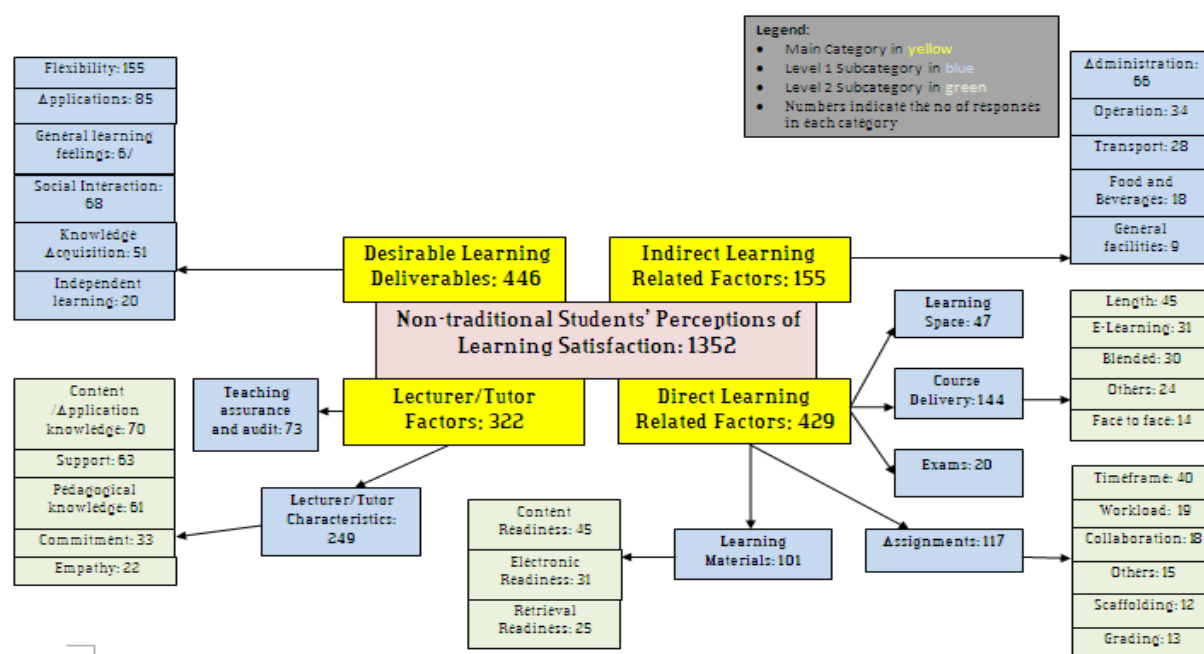 Legend:
• Main Category in yellow
• Level 1 Subcategory in blue
• Level 2 Subcategory in green
• Numbers indicate the no of responses
in each category
Flexibility: 155
Applications: 85
General learning
feelings: 67
Social Interaction:
68
Knowledge
Acquisition: 51
Independent
learning: 20
Administration:
66
Operation: 34
Transport: 28
Food and
Beverages: 18
General
facilities: 9
Desirable Learning
Deliverables: 446
Indirect Learning
Related Factors: 155
Non-traditional Students' Perceptions of
Learning Satisfaction: 1352
Lecturer/Tutor
Factors: 322
Direct Learning
Related Factors: 429
Learning
Space: 47
Course
Delivery: 144
Exams: 20
Length: 45
E-Learning: 31
Blended: 30
Others: 24
Face to face: 14
Teaching
assurance
and audit: 73
Content
/Application
knowledge: 70
Support: 63
Pedagogical
knowledge: 61
Commitment: 33
Empathy: 22
Lecturer/Tutor
Characteristics:
249
Content
Readiness: 45
Electronic
Readiness: 31
Retrieval
Readiness: 25
Learning
Materials: 101
Assignments: 117
Timeframe: 40
Workload: 19
Collaboration: 18
Others: 15
Scaffolding: 12
Grading: 13